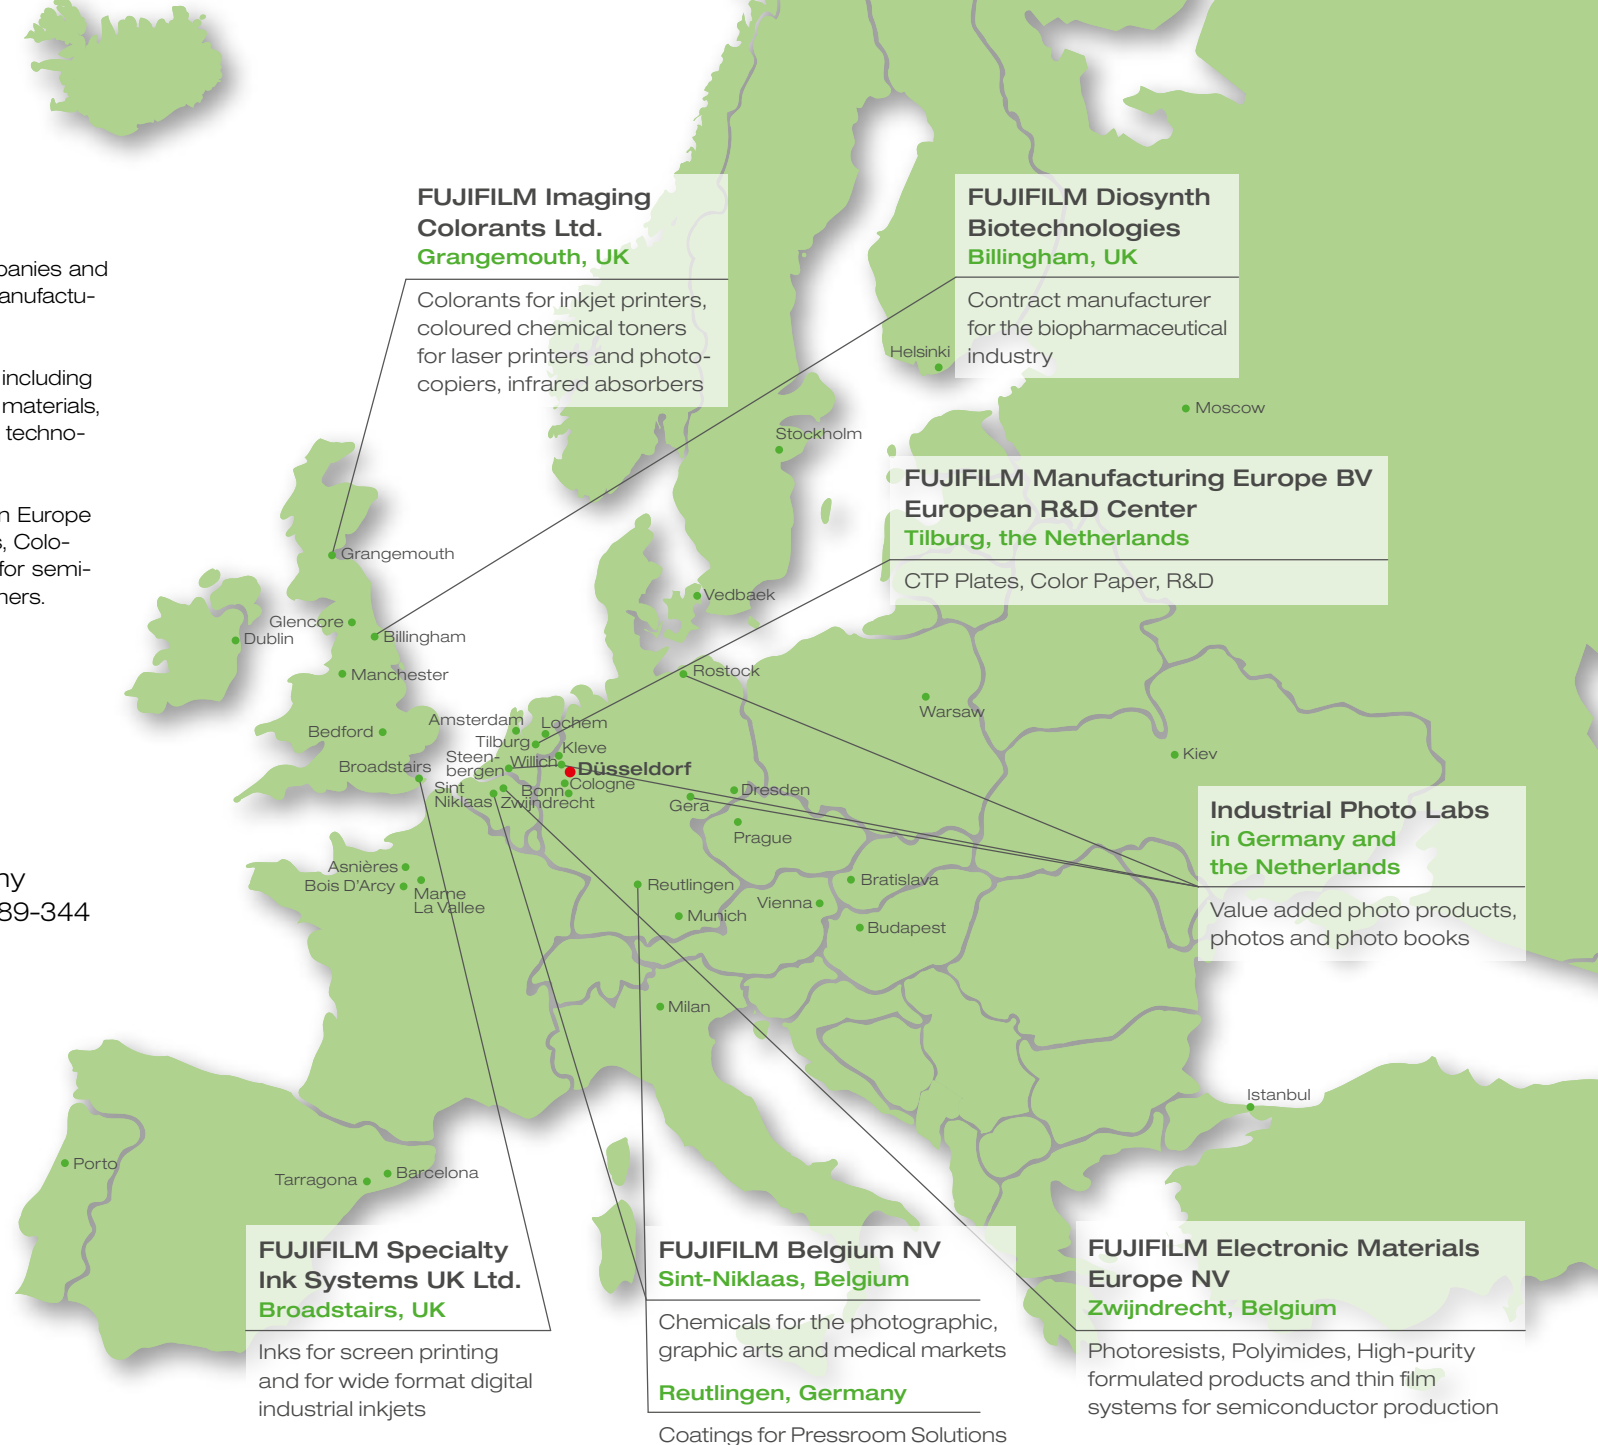 panies and
anufactu-
including
materials,
techno-
n Europe
s, Colo-
for semi-
ners.
ny
89-344
FUJIFILM Imaging
Colorants Ltd.
Grangemouth, UK
Colorants for inkjet printers,
coloured chemical toners
for laser printers and photo-
copiers, infrared absorbers
FUJIFILM Diosynth
Biotechnologies
Billingham, UK
Contract manufacturer
for the biopharmaceutical
industry
Helsinki
Moscow
Stockholm
FUJIFILM Manufacturing Europe BV
European R&D Center
Tilburg, the Netherlands
CTP Plates, Color Paper, R&D
Grangemouth
Vedbaek
Glencore
Billingham
Dublin
Manchester
Rostock
Warsaw
Amsterdam
Lochem
Bedford
Tilburg
Kleve
Kiev
Steen-
bergen
Willich
Düsseldorf
Broadstairs
Cologne
Sint
Niklaas
Bonn
Zwijndrecht
Dresden
Gera
Prague
Industrial Photo Labs
in Germany and
the Netherlands
Value added photo products,
photos and photo books
Asnières
Bois D'Arcy
Marne
La Vallee
Reutlingen
Bratislava
Vienna
Munich
Budapest
Milan
Istanbul
Porto
Tarragona
Barcelona
FUJIFILM Specialty
Ink Systems UK Ltd.
Broadstairs, UK
Inks for screen printing
and for wide format digital
industrial inkjets
FUJIFILM Belgium NV
Sint-Niklaas, Belgium
Chemicals for the photographic,
graphic arts and medical markets
Reutlingen, Germany
Coatings for Pressroom Solutions
FUJIFILM Electronic Materials
Europe NV
Zwijndrecht, Belgium
Photoresists, Polyimides, High-purity
formulated products and thin film
systems for semiconductor production